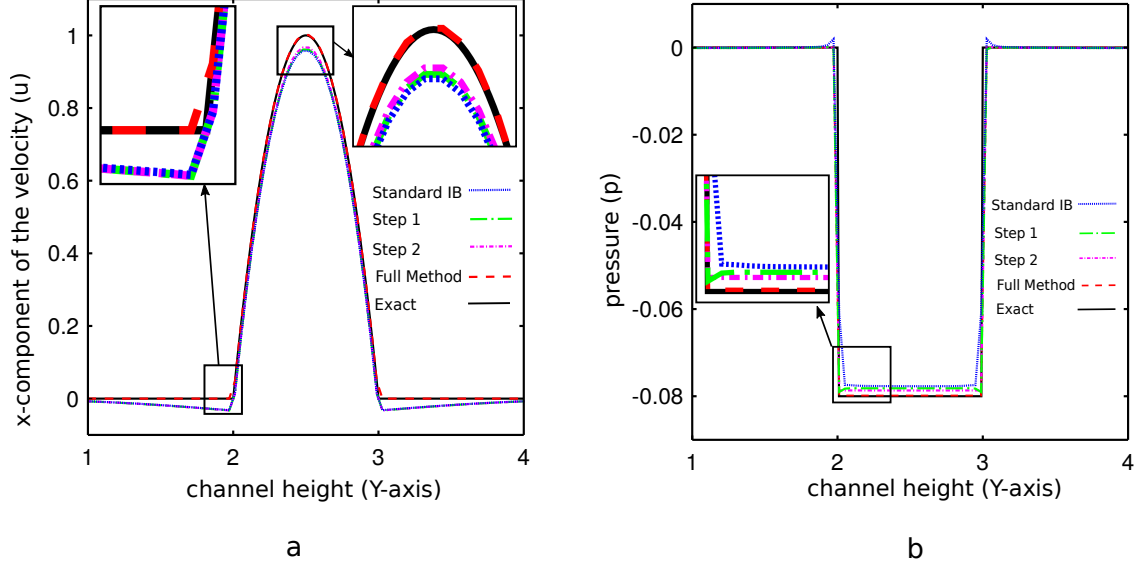 x-component of the velocity (u)
1
0.8
0.6
0.4
0.2
0
Standard IB
Step 1
Step 2
Full Method
Exact
1 2 3 4
channel height (Y-axis)
a
pressure (p)
0
-0.02
-0.04
-0.06
-0.08
Standard IB
Step 1
Step 2
Full Method
Exact
1 2 3 4
channel height (Y-axis)
b